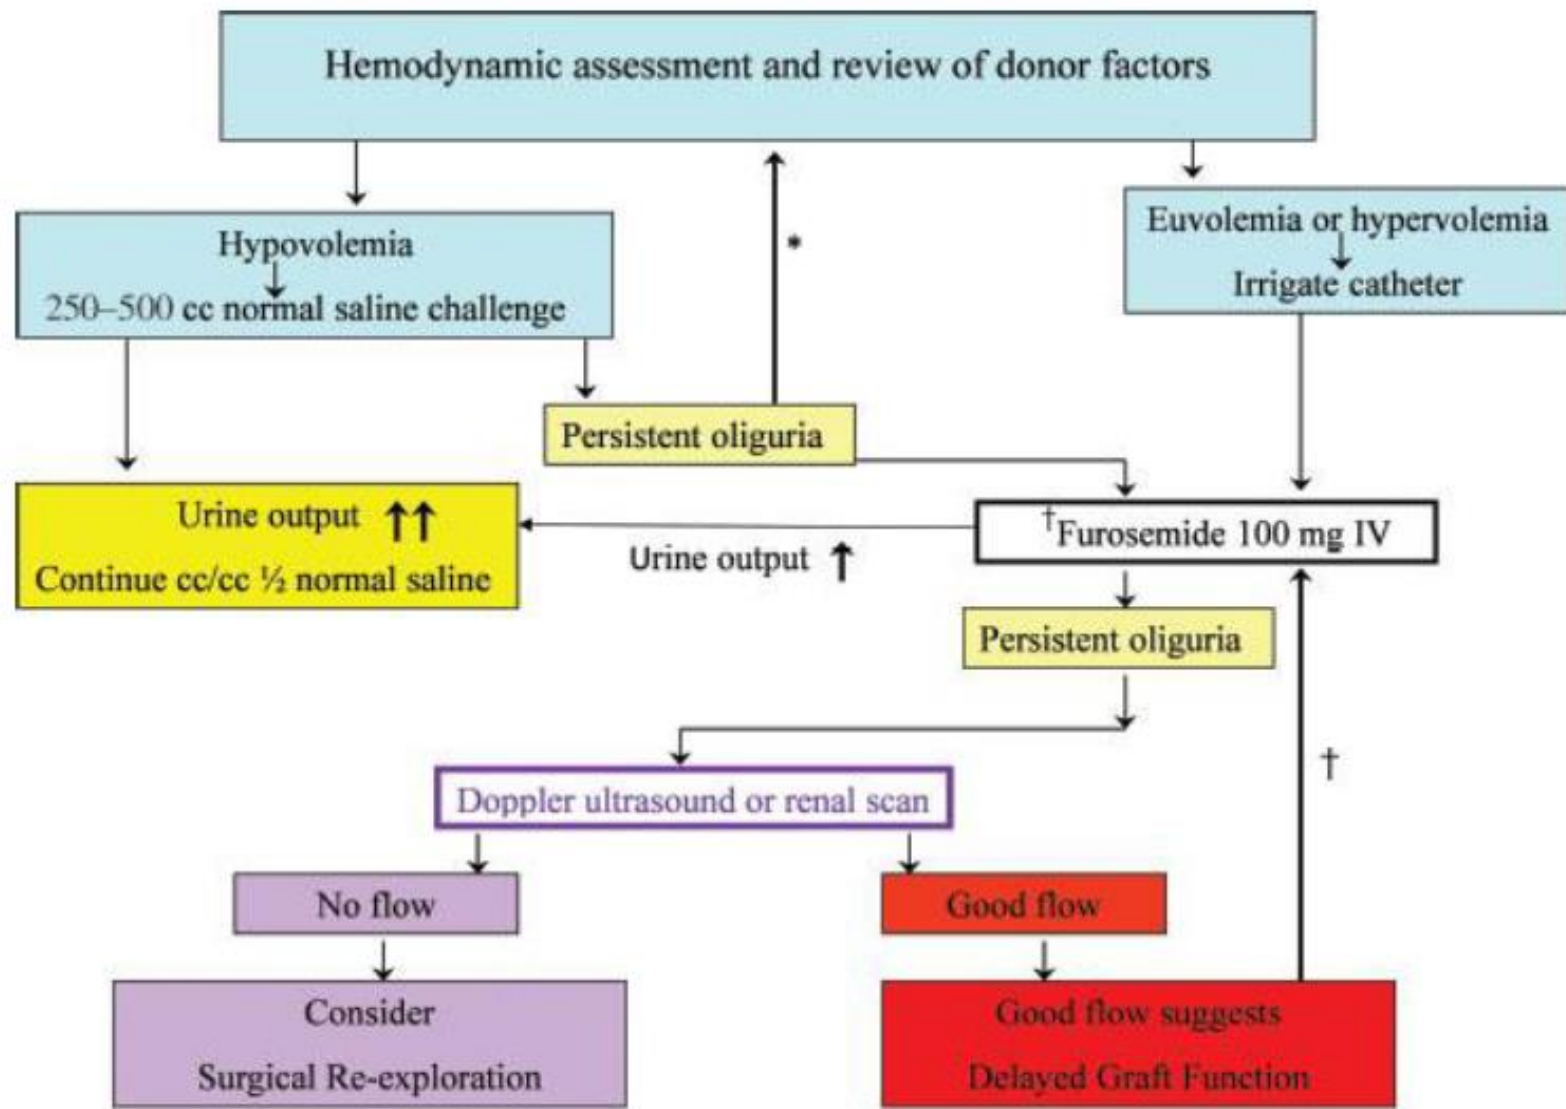 Hemodynamic assessment and review of donor factors
Hypovolemia
250–500 cc normal saline challenge
*
Euvolemia or hypervolemia
Irrigate catheter
Persistent oliguria
Urine output ↑↑
Continue cc/cc ½ normal saline
Urine output ↑
†Furosemide 100 mg IV
Persistent oliguria
†
Doppler ultrasound or renal scan
No flow
Good flow
Consider
Surgical Re-exploration
Good flow suggests
Delayed Graft Function